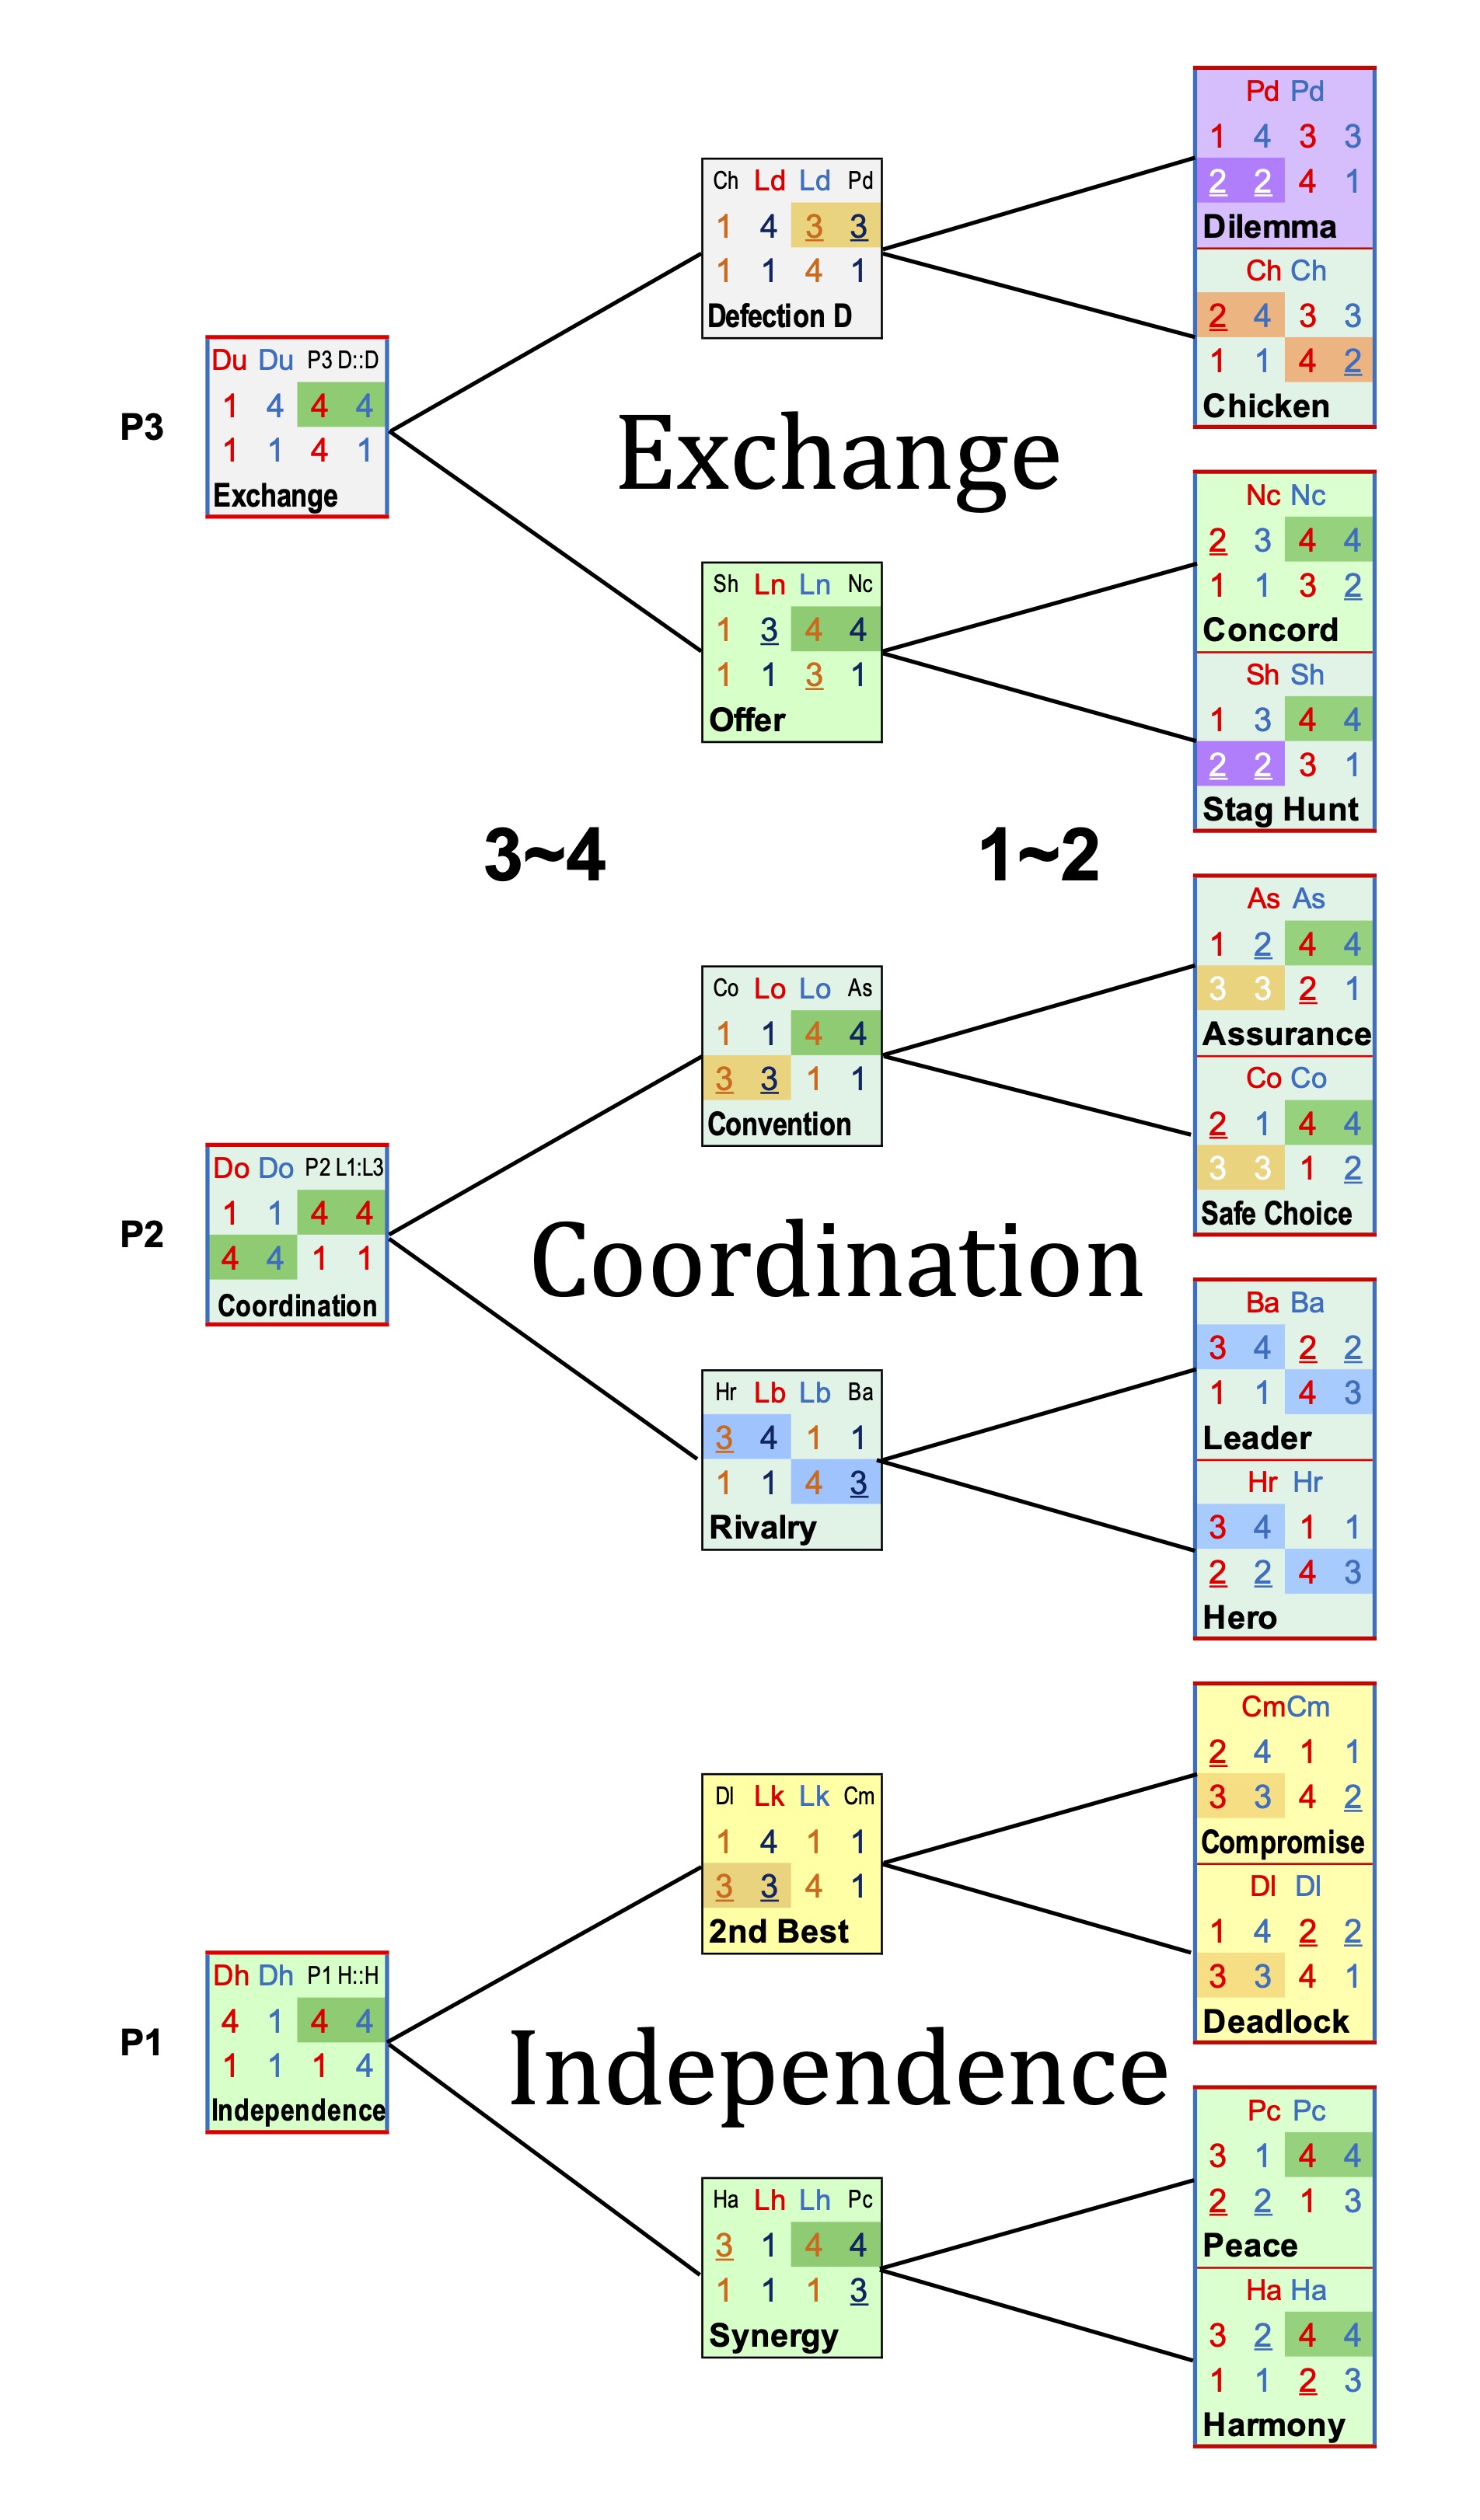 Pd Pd
1 4 3 3
2 2 4 1
Dilemma
Ch Ch
2 4 3 3
1 1 4 2
Chicken
Ch Ld Ld Pd
1 4 3 3
1 1 4 1
Defection D
P3
Du Du P3 D::D
1 4 4 4
1 1 4 1
Exchange
Exchange
Nc Nc
2 3 4 4
1 1 3 2
Concord
Sh Sh
1 3 4 4
2 2 3 1
Stag Hunt
Sh Ln Ln Nc
1 3 4 4
1 1 3 1
Offer
3~4 1~2
As As
1 2 4 4
3 3 2 1
Assurance
Co Co
2 1 4 4
3 3 1 2
Safe Choice
Co Lo Lo As
1 1 4 4
3 3 1 1
Convention
P2
Do Do P2 L1:L3
1 1 4 4
4 4 1 1
Coordination
Coordination
Ba Ba
3 4 2 2
1 1 4 3
Leader
Hr Hr
3 4 1 1
2 2 4 3
Hero
Hr Lb Lb Ba
3 4 1 1
1 1 4 3
Rivalry
Cm Cm
2 4 1 1
3 3 4 2
Compromise
Dl Dl
1 4 2 2
3 3 4 1
Deadlock
Dl Lk Lk Cm
1 4 1 1
3 3 4 1
2nd Best
P1
Dh Dh P1 H::H
4 1 4 4
1 1 1 4
Independence
Independence
Pc Pc
3 1 4 4
2 2 1 3
Peace
Ha Ha
3 2 4 4
1 1 2 3
Harmony
Ha Lh Lh Pc
3 1 4 4
1 1 1 3
Synergy